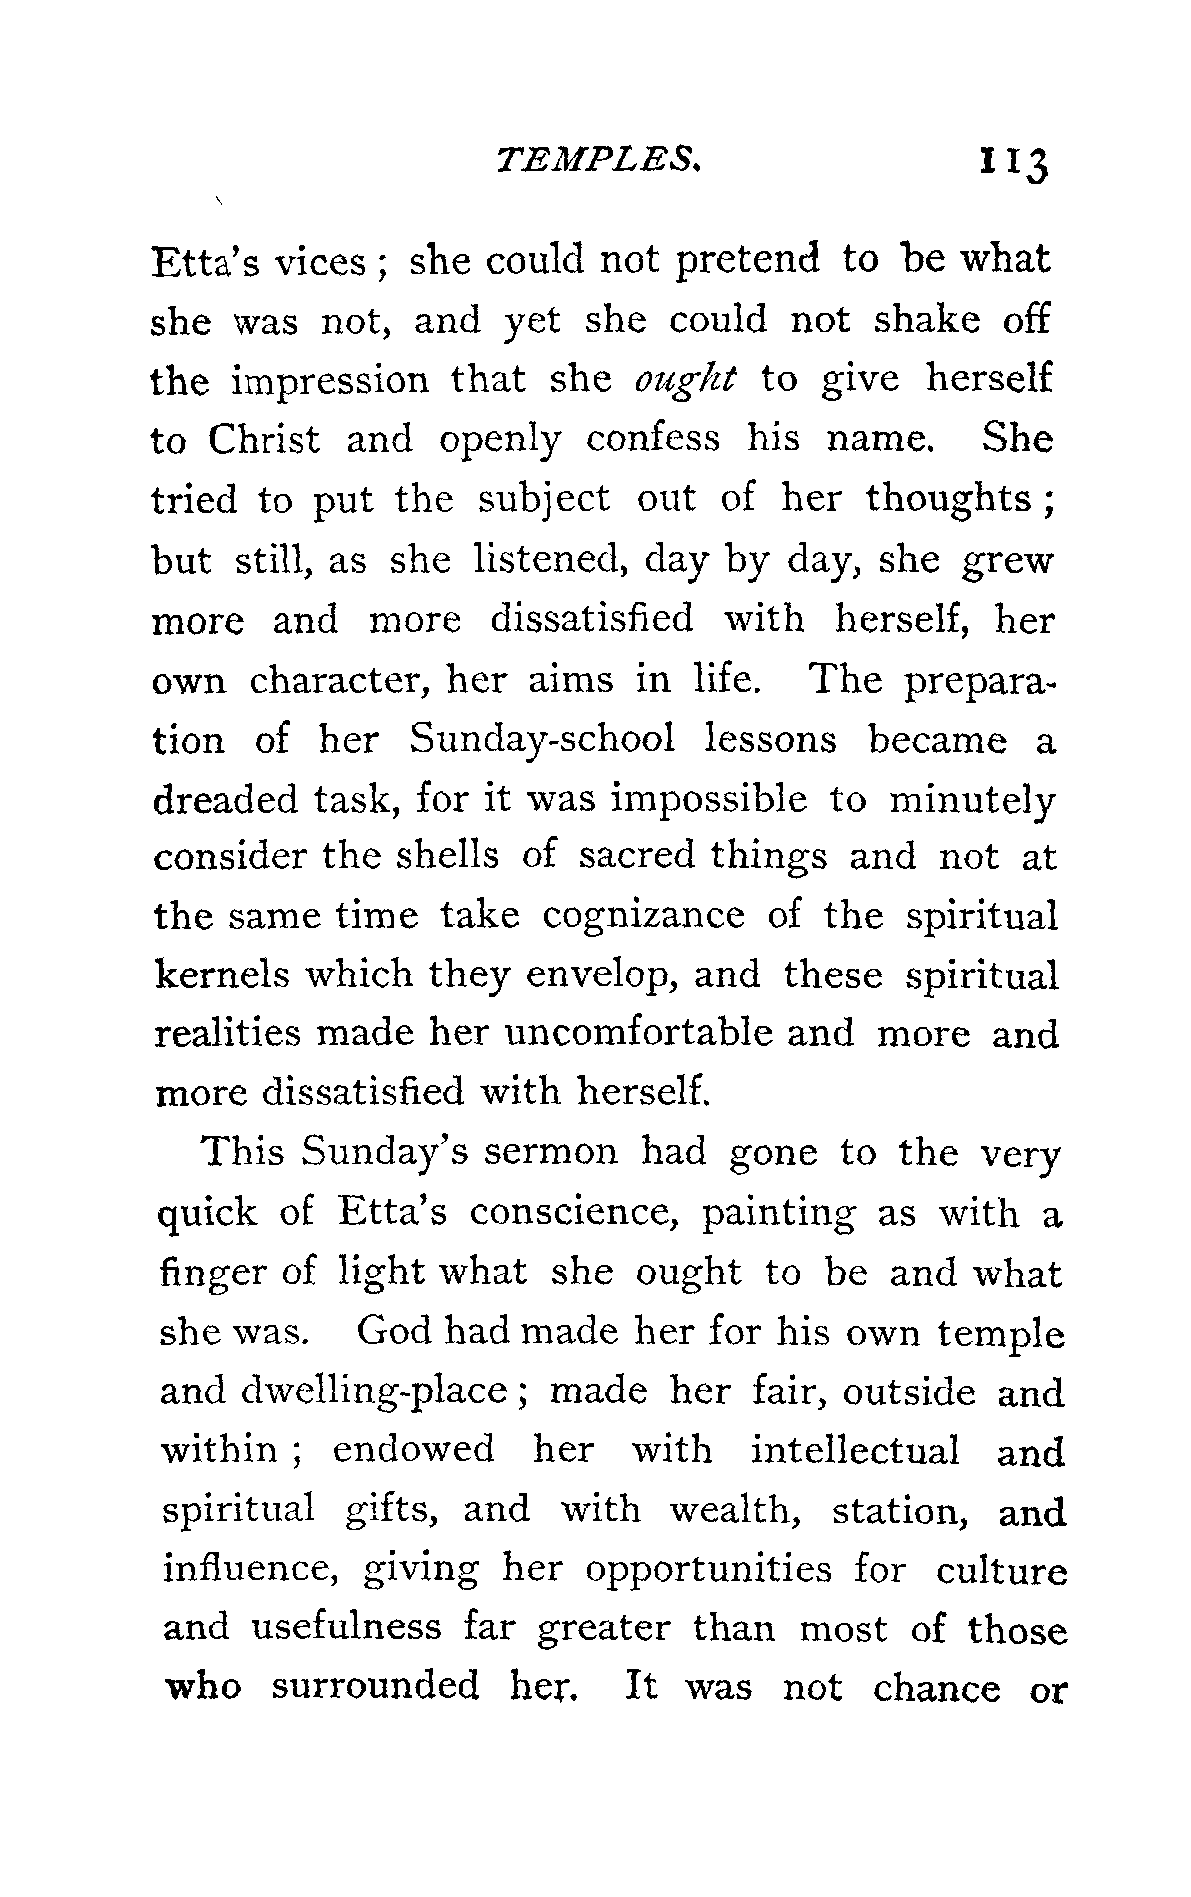 TEMPLES. 113
Etta's vices ; she could not pretend to be what
she was not, and yet she could not shake off
the impression that she ought to give herself
to Christ and openly confess his name. She
tried to put the subject out of her thoughts ;
but still, as she listened, day by day, she grew
more and more dissatisfied with herself, her
own character, her aims in life. The prepara-
tion of her Sunday-school lessons became a
dreaded task, for it was impossible to minutely
consider the shells of sacred things and not at
the same time take cognizance of the spiritual
kernels which they envelop, and these spiritual
realities made her uncomfortable and more and
more dissatisfied with herself.
This Sunday's sermon had gone to the very
quick of Etta's conscience, painting as with a
finger of light what she ought to be and what
she was. God had made her for his own temple
and dwelling-place ; made her fair, outside and
within ; endowed her with intellectual and
spiritual gifts, and with wealth, station, and
influence, giving her opportunities for culture
and usefulness far greater than most of those
who surrounded her. It was not chance or